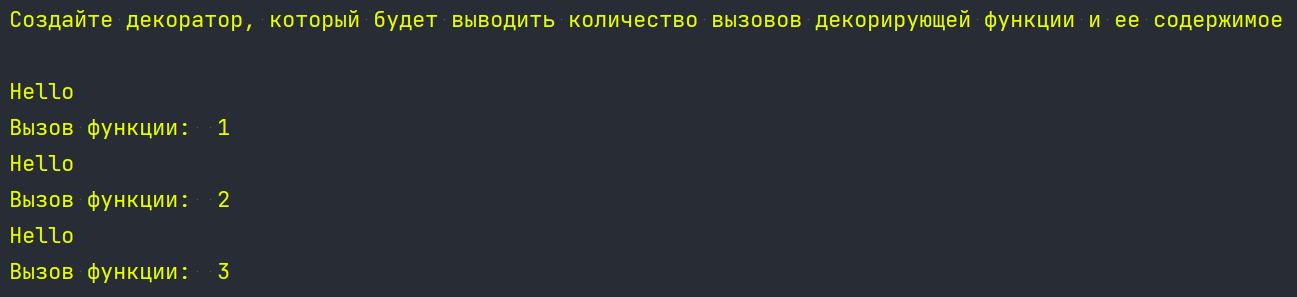 Создайте декоратор, который будет выводить количество вызовов декорирующей функции и ее содержимое
Hello
Вызов функции:  1
Hello
Вызов функции:  2
Hello
Вызов функции:  3